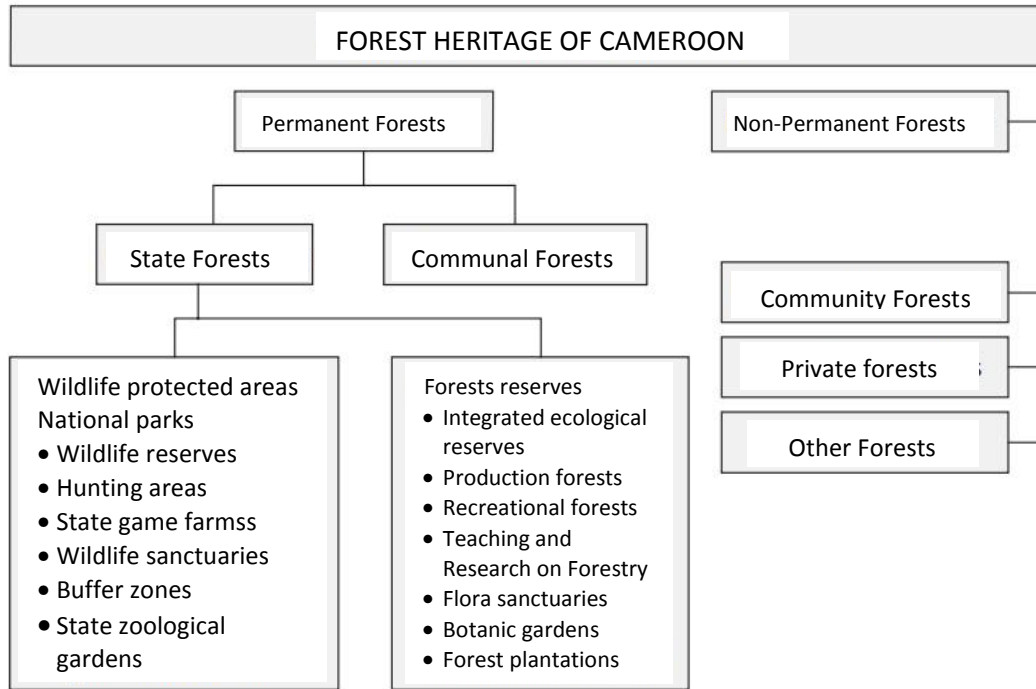 FOREST HERITAGE OF CAMEROON
Permanent Forests
Non-Permanent Forests
State Forests
Communal Forests
Community Forests
Private forests
Other Forests
Wildlife protected areas
National parks
• Wildlife reserves
• Hunting areas
• State game farmss
• Wildlife sanctuaries
• Buffer zones
• State zoological
gardens
Forests reserves
• Integrated ecological
reserves
• Production forests
• Recreational forests
• Teaching and
Research on Forestry
• Flora sanctuaries
• Botanic gardens
• Forest plantations